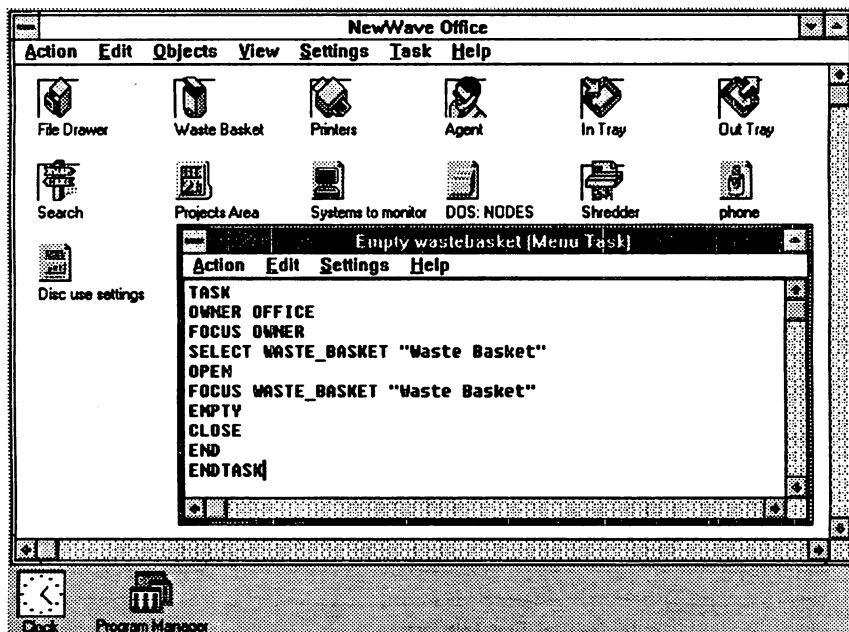 NewWave Office
Action Edit Objects View Settings Task Help
File Drawer Waste Basket Printers Agent In Tray Out Tray
Search Projects Area Systems to monitor DOS: NODES Shredder phone
Disc use settings
Empty wastebasket (Menu Task)
Action Edit Settings Help
TASK
OWNER OFFICE
FOCUS OWNER
SELECT WASTE_BASKET "Waste Basket"
OPEN
FOCUS WASTE_BASKET "Waste Basket"
EMPTY
CLOSE
END
ENDTASK
Clock Program Manager